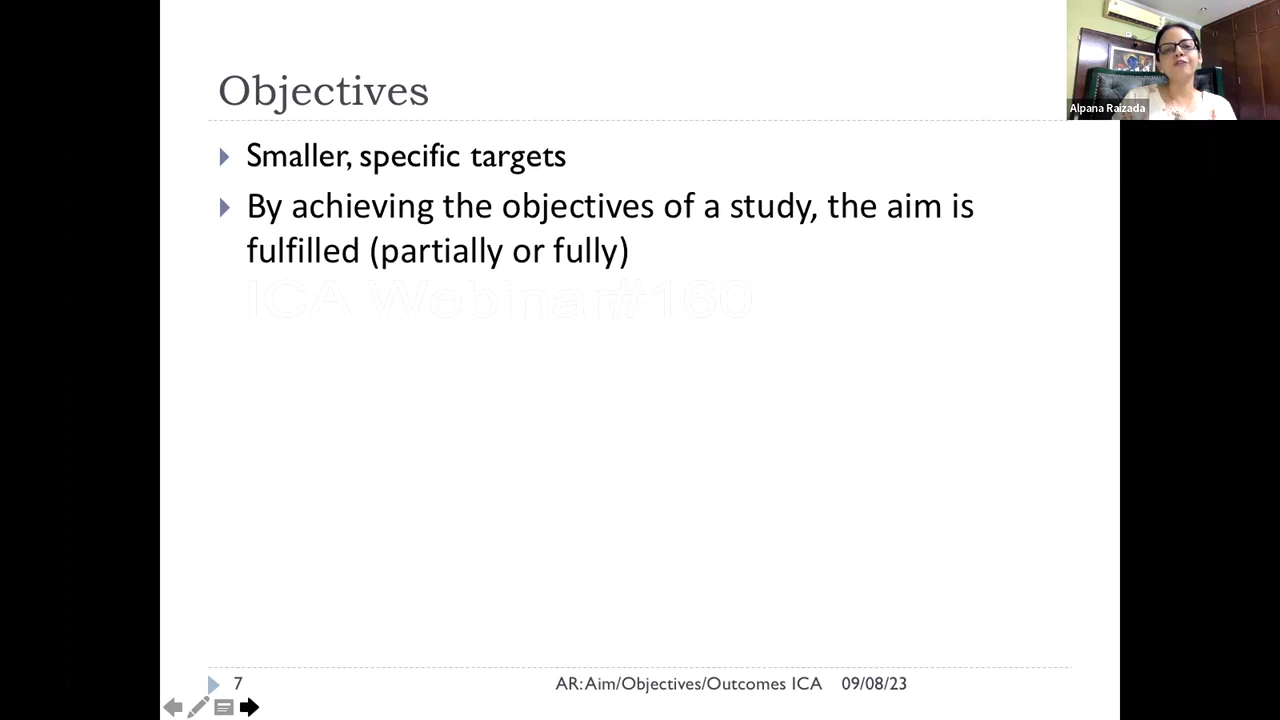 Objectives
Alpana Raizada
Smaller, specific targets
By achieving the objectives of a study, the aim is
fulfilled (partially or fully)
ICA Webinar#160
7
AR:Aim/Objectives/Outcomes ICA
09/08/23